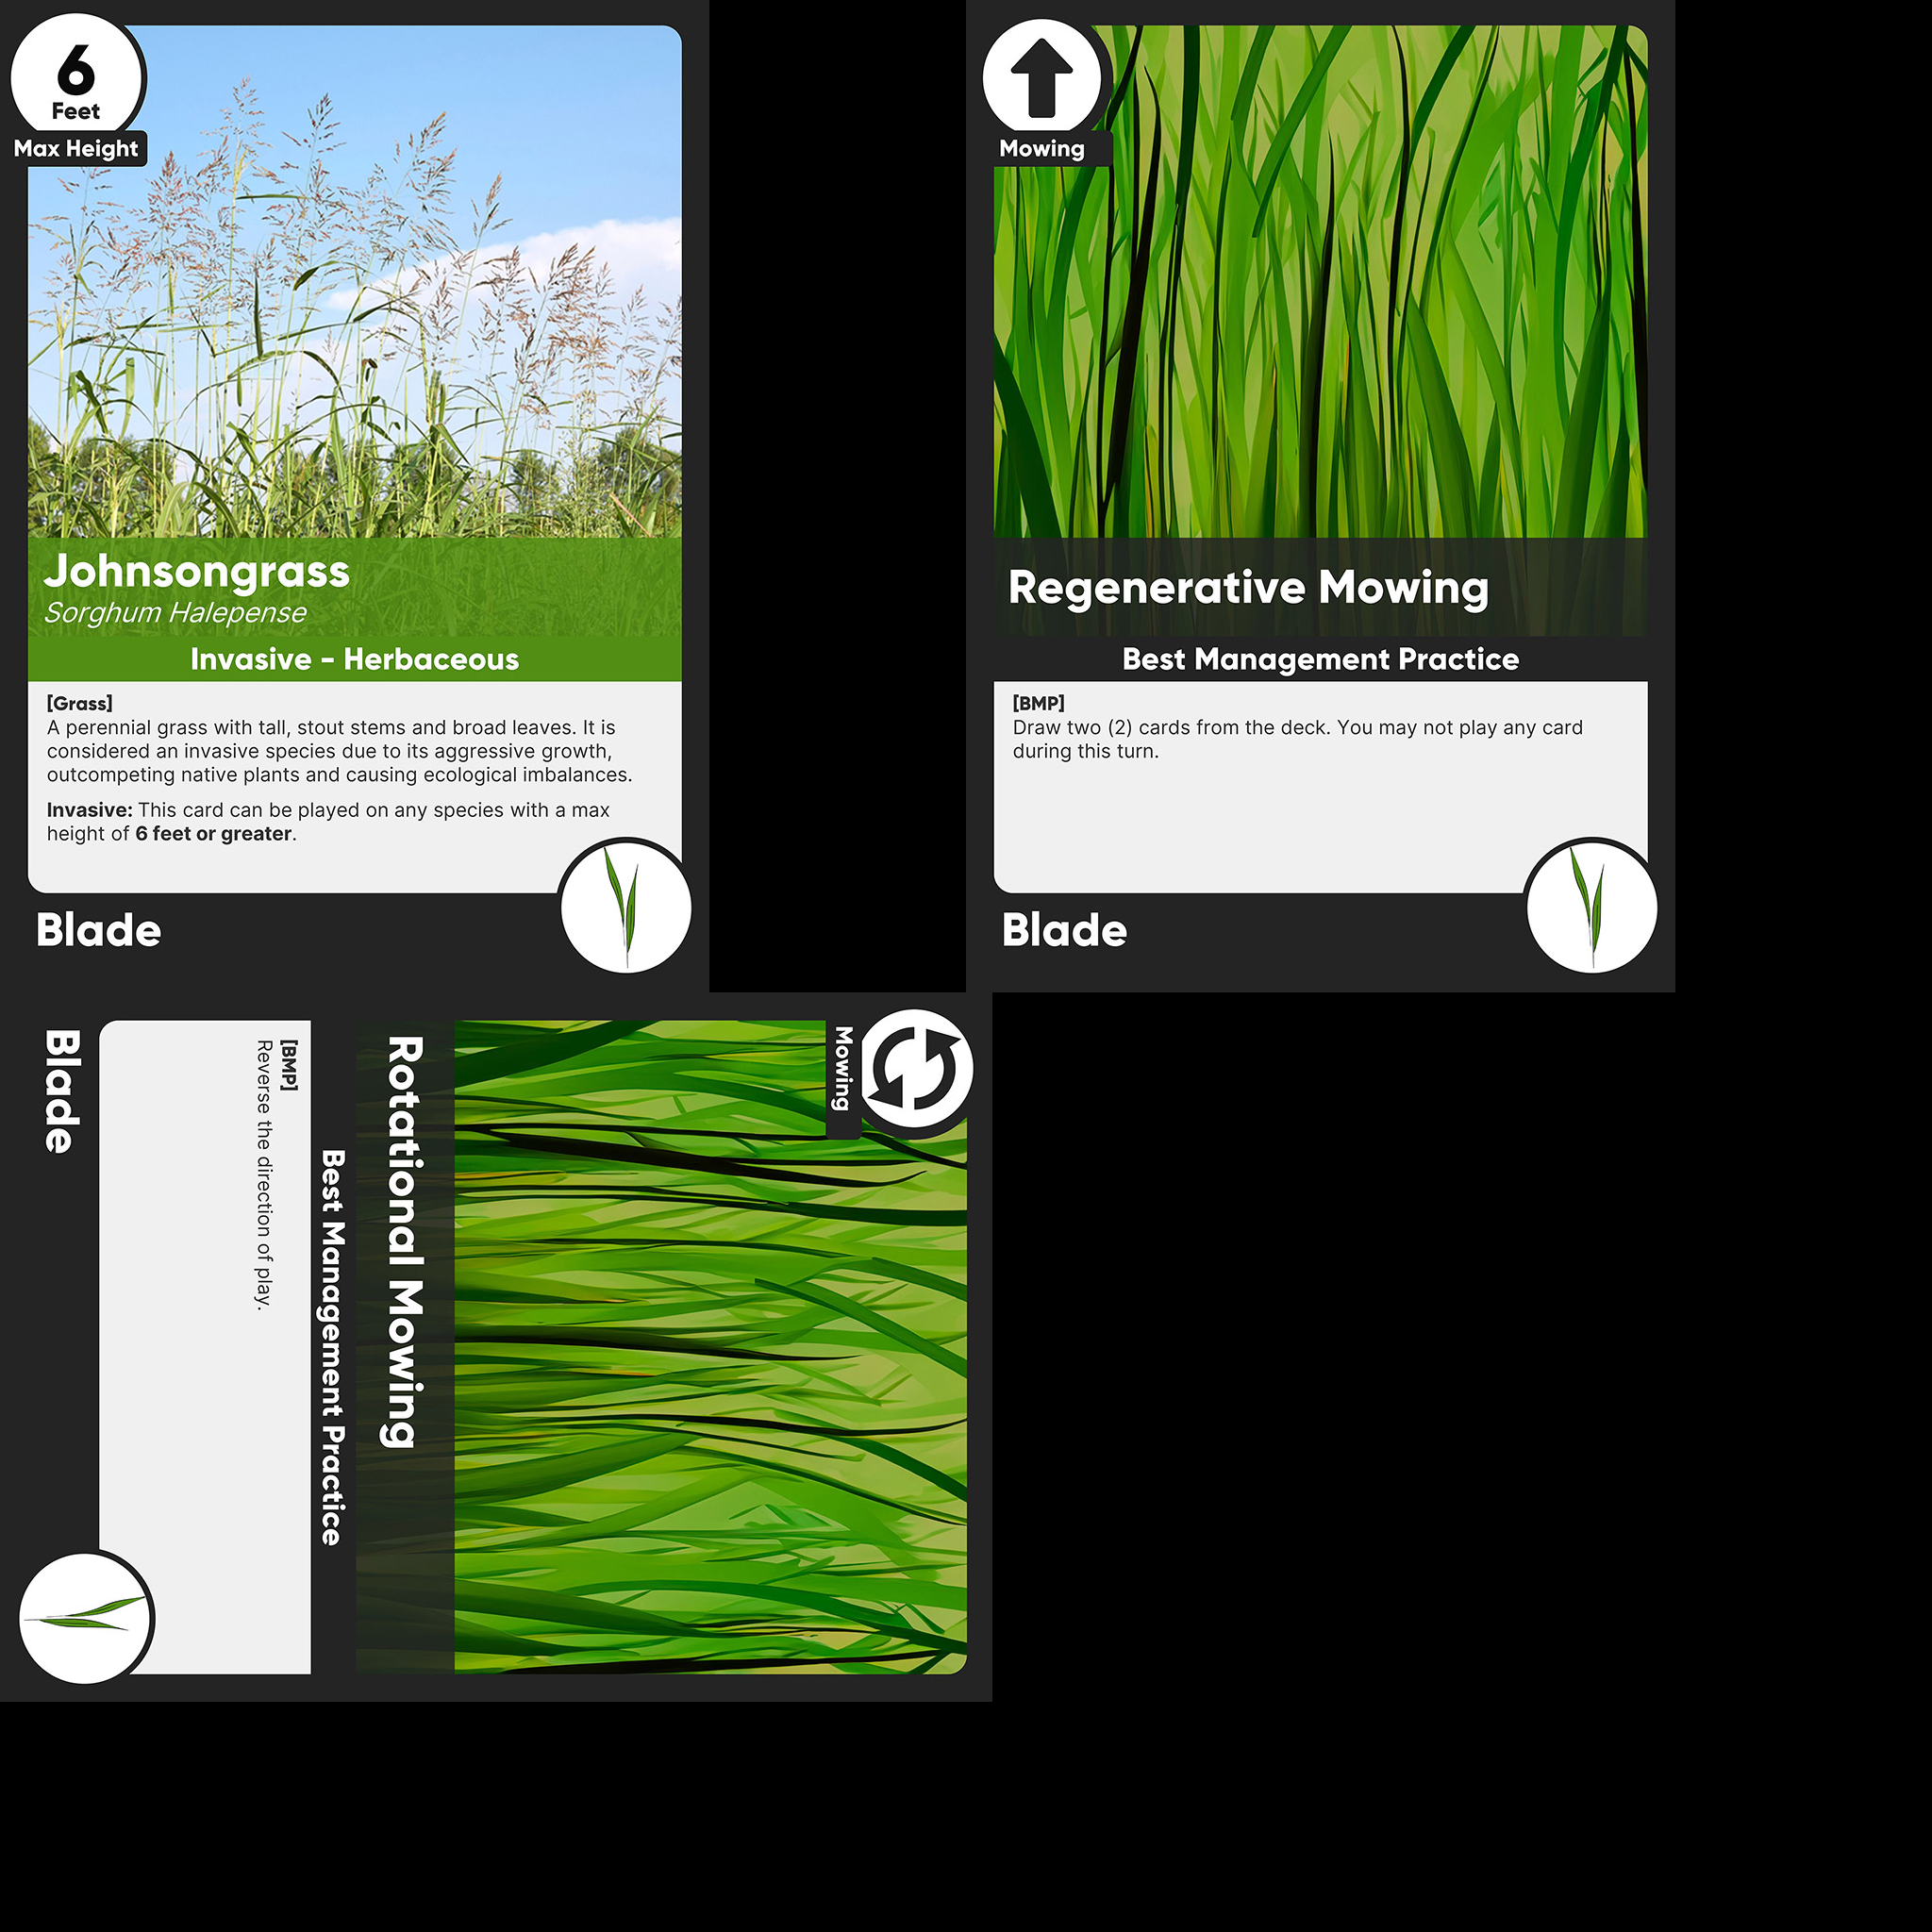 6
Feet
Max Height
Johnsongrass
Sorghum Halepense
Invasive - Herbaceous
[Grass]
A perennial grass with tall, stout stems and broad leaves. It is
considered an invasive species due to its aggressive growth,
outcompeting native plants and causing ecological imbalances.
Invasive: This card can be played on any species with a max
height of 6 feet or greater.
Blade
Mowing
Regenerative Mowing
Best Management Practice
[BMP]
Draw two (2) cards from the deck. You may not play any card
during this turn.
Blade
Mowing
Rotational Mowing
Best Management Practice
[BMP]
Reverse the direction of play.
Blade